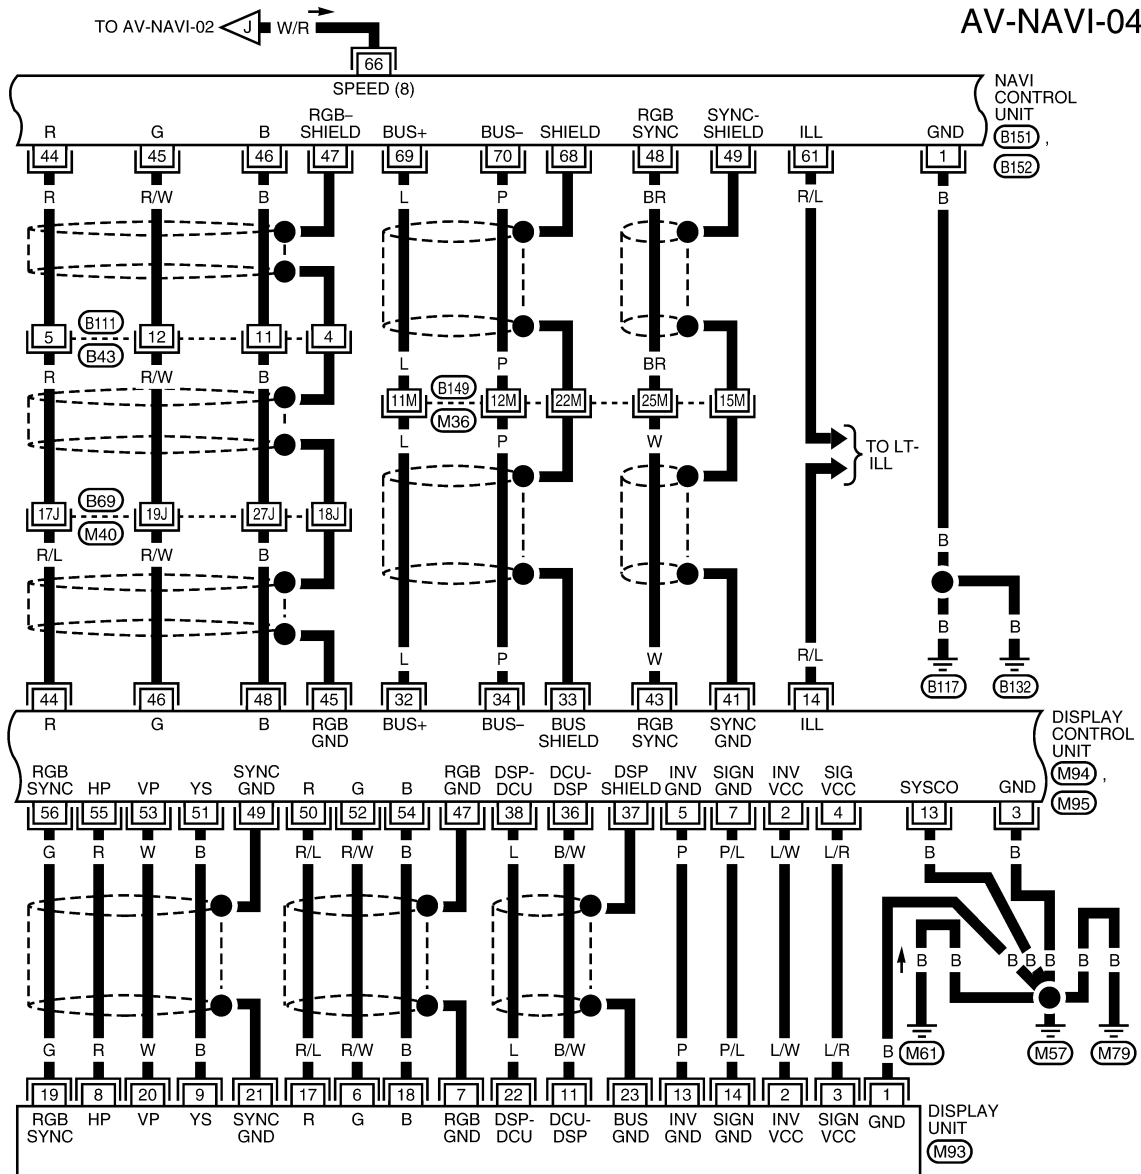 AV-NAVI-04
TO AV-NAVI-02 J W/R
66
SPEED (8)
NAVI
CONTROL
UNIT
B151 ,
B152
R G B RGB–
SHIELD BUS+ BUS– SHIELD RGB
SYNC SYNC-
SHIELD ILL GND
44 45 46 47 69 70 68 48 49 61 1
R R/W B L P BR R/L B
5 B111 12 11 4
B43
R R/W B L P BR
11M B149 12M 22M 25M 15M
M36
L P W
TO LT-
ILL
17J B69 19J 27J 18J
M40
R/L R/W B B
B B
L P W R/L
B117 B132
44 46 48 45 32 34 33 43 41 14
R G B RGB
GND BUS+ BUS– BUS
SHIELD RGB
SYNC SYNC
GND ILL
DISPLAY
CONTROL
UNIT
M94 ,
M95
RGB
SYNC HP VP YS SYNC
GND R G B RGB
GND DSP-
DCU DCU-
DSP DSP
SHIELD INV
GND SIGN
GND INV
VCC SIG
VCC SYSCO GND
56 55 53 51 49 50 52 54 47 38 36 37 5 7 2 4 13 3
G R W B R/L R/W B L B/W P P/L L/W L/R B B
B B B B B B B
M61 M57 M79
G R W B R/L R/W B L B/W P P/L L/W L/R B
19 8 20 9 21 17 6 18 7 22 11 23 13 14 2 3 1
RGB
SYNC HP VP YS SYNC
GND R G B RGB
GND DSP-
DCU DCU-
DSP BUS
GND INV
GND SIGN
GND INV
VCC SIGN
VCC GND
DISPLAY
UNIT
M93